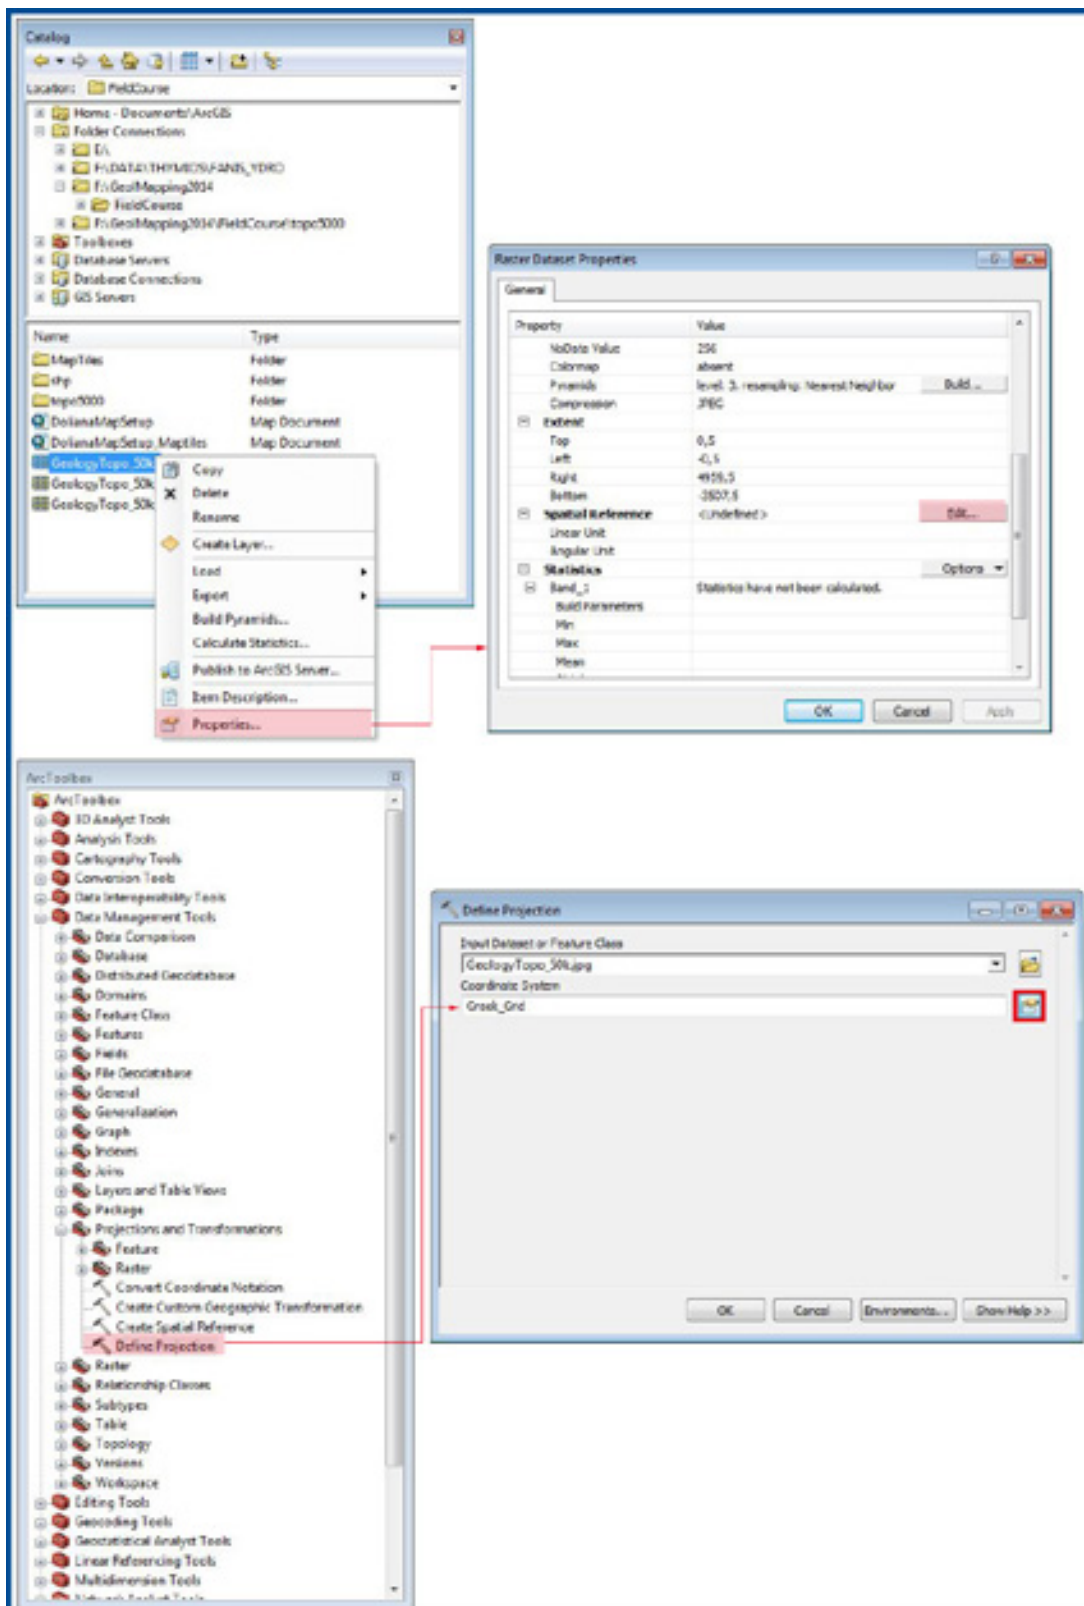 Catalog
Location: FieldCourse
Home - Documents\ArcGIS
Folder Connections
E:\
F:\DATA\THYMIOS\FANIS_YDRO
F:\GeolMapping2014
FieldCourse
F:\GeolMapping2014\FieldCourse\topo5000
Toolboxes
Database Servers
Database Connections
GIS Servers
Name Type
MapTiles Folder
shp Folder
topo5000 Folder
DolianaMapSetup Map Document
DolianaMapSetup_Maptiles Map Document
GeologyTopo_50k
GeologyTopo_50k
GeologyTopo_50k
Copy
Delete
Rename
Create Layer...
Load
Export
Build Pyramids...
Calculate Statistics...
Publish to ArcGIS Server...
Item Description...
Properties...
Raster Dataset Properties
General
Property Value
NoData Value 256
Colormap absent
Pyramids level: 3, resampling: Nearest Neighbor Build...
Compression JPEG
Extent
Top 0,5
Left -0,5
Right 4959,5
Bottom -3507,5
Spatial Reference <Undefined> Edit...
Linear Unit
Angular Unit
Statistics Options
Band_1 Statistics have not been calculated.
Build Parameters
Min
Max
Mean
OK Cancel Apply
ArcToolbox
ArcToolbox
3D Analyst Tools
Analysis Tools
Cartography Tools
Conversion Tools
Data Interoperability Tools
Data Management Tools
Data Comparison
Database
Distributed Geodatabase
Domains
Feature Class
Features
Fields
File Geodatabase
General
Generalization
Graph
Indexes
Joins
Layers and Table Views
Package
Projections and Transformations
Feature
Raster
Convert Coordinate Notation
Create Custom Geographic Transformation
Create Spatial Reference
Define Projection
Raster
Relationship Classes
Subtypes
Table
Topology
Versions
Workspace
Editing Tools
Geocoding Tools
Geostatistical Analyst Tools
Linear Referencing Tools
Multidimension Tools
Network Analyst Tools
Define Projection
Input Dataset or Feature Class
GeologyTopo_50k.jpg
Coordinate System
Greek_Grid
OK Cancel Environments... Show Help >>